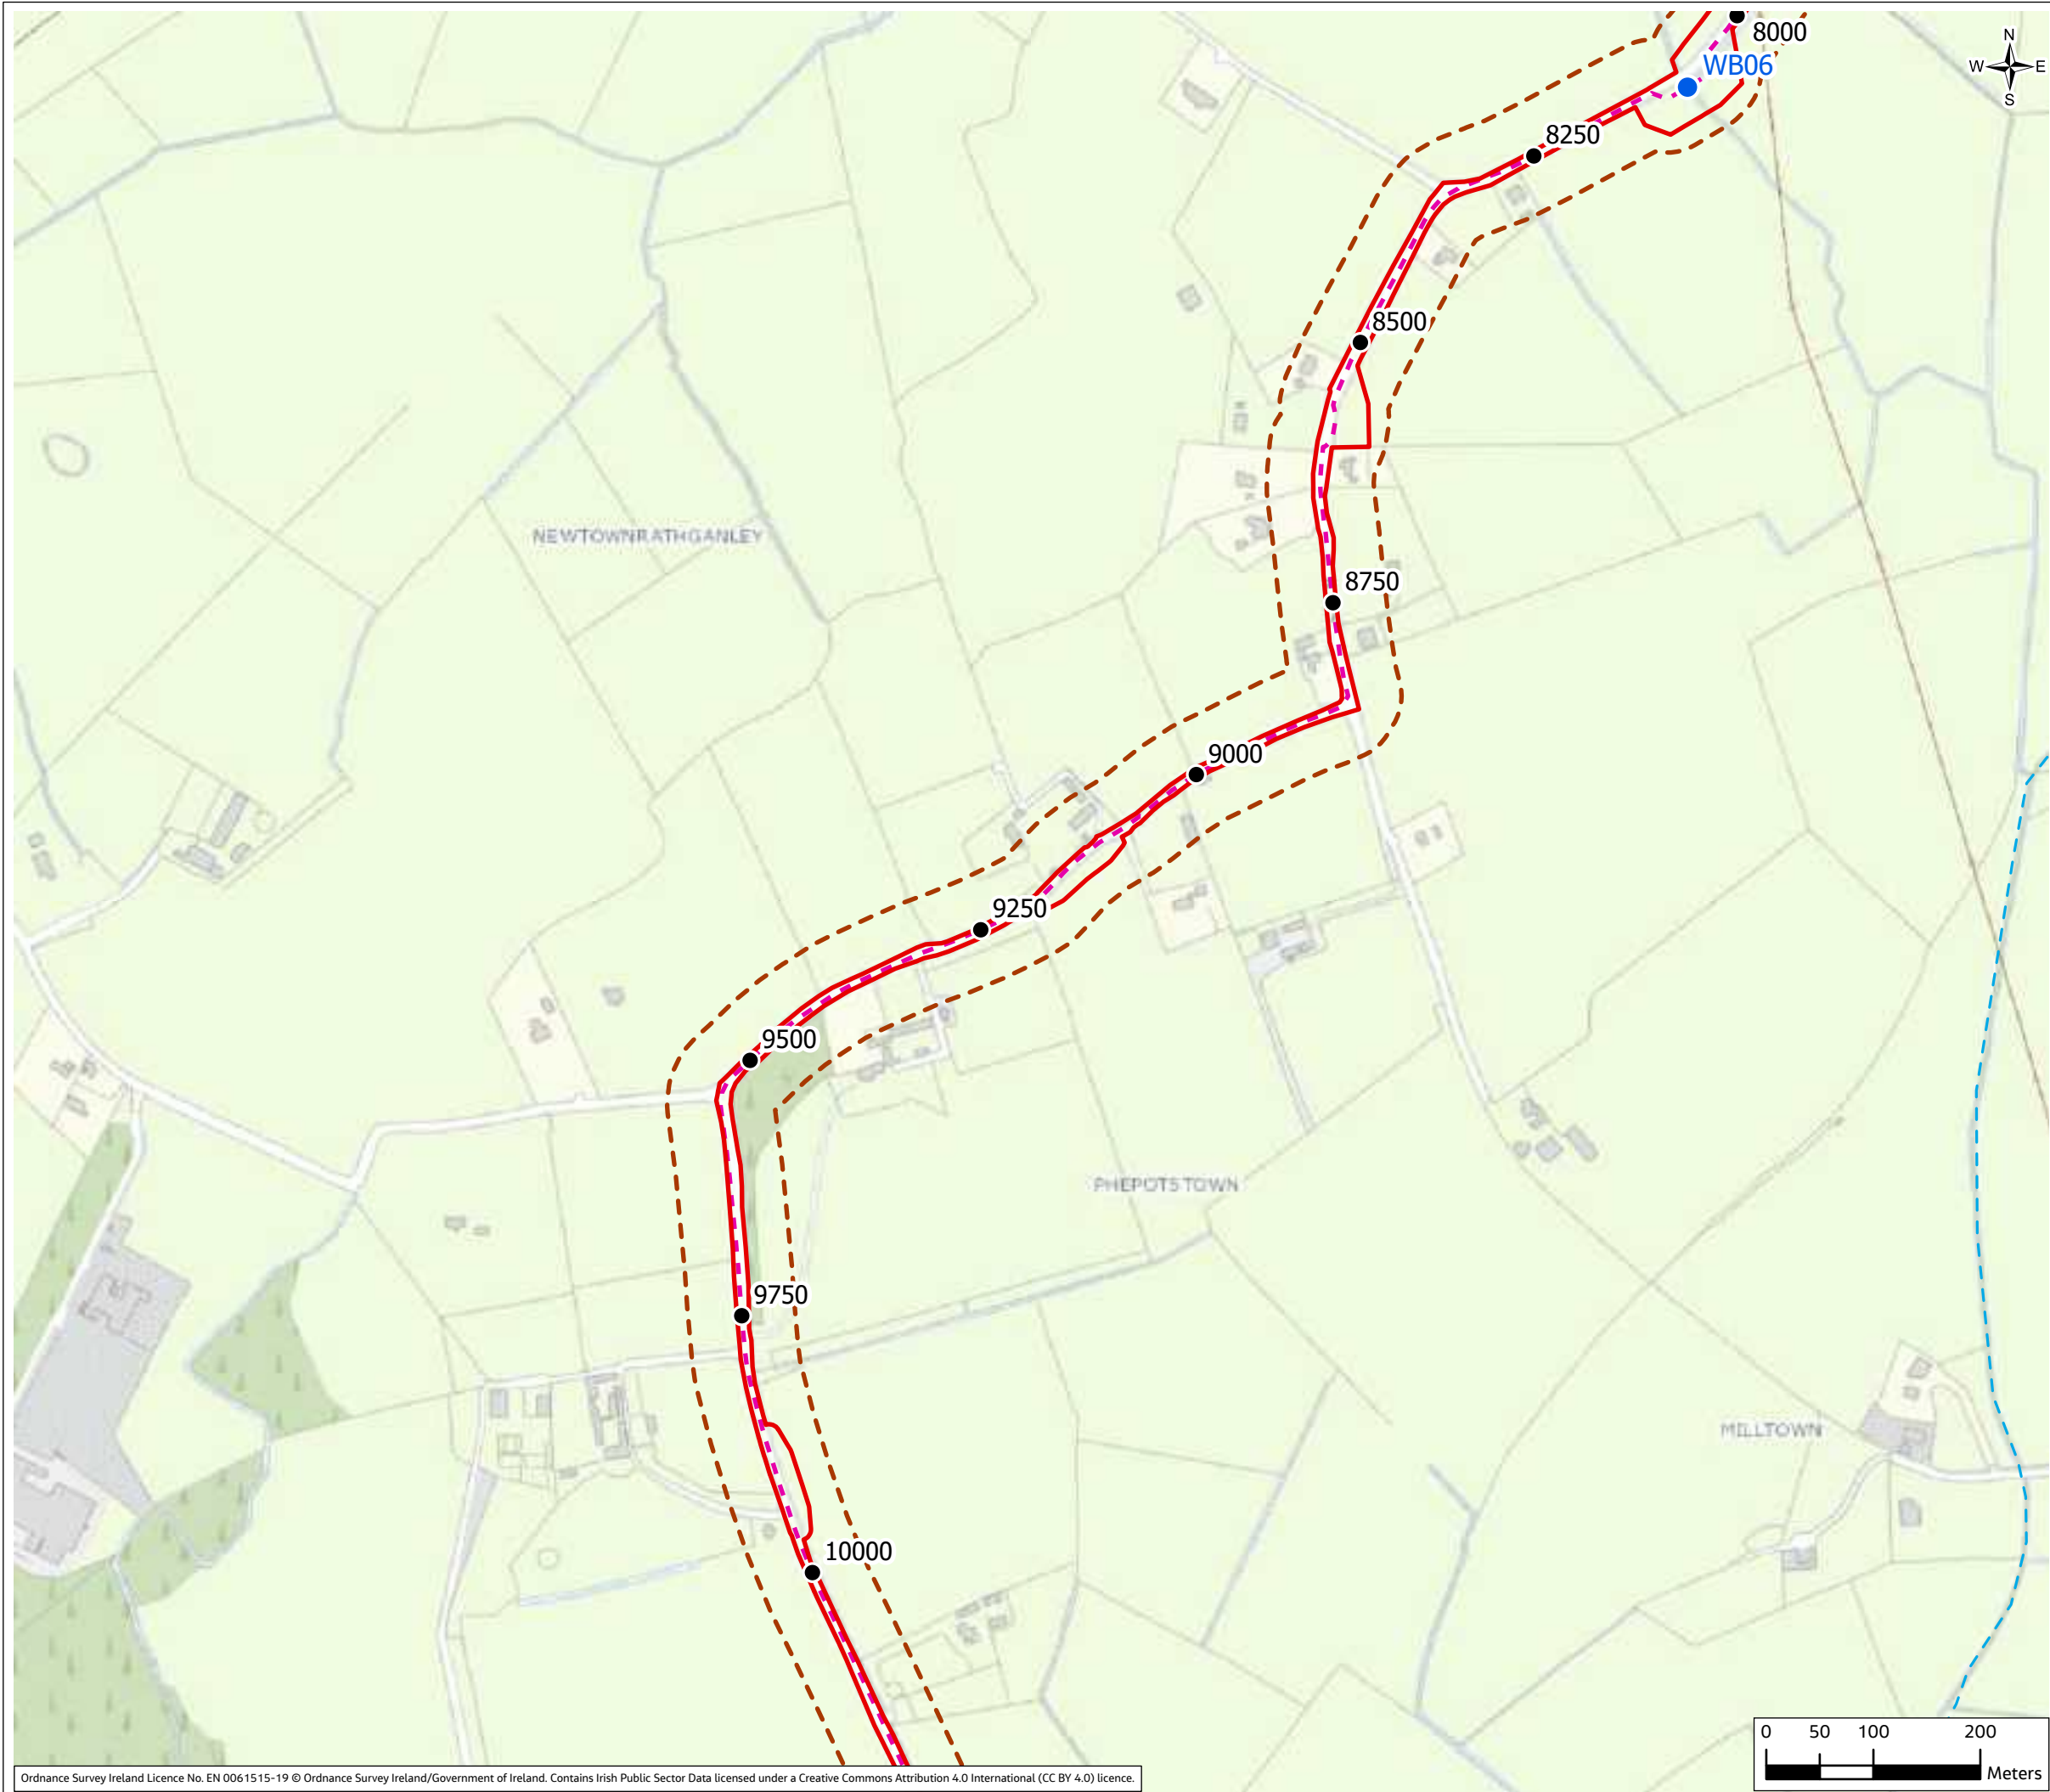 8000
N
W E
S
WB06
8250
8500
NEWTOWNRATHGANLEY
8750
9000
9250
9500
PHEPOTSTOWN
9750
MILLTOWN
10000
0 50 100 200
Meters
Ordnance Survey Ireland Licence No. EN 0061515-19 © Ordnance Survey Ireland/Government of Ireland. Contains Irish Public Sector Data licensed under a Creative Commons Attribution 4.0 International (CC BY 4.0) licence.